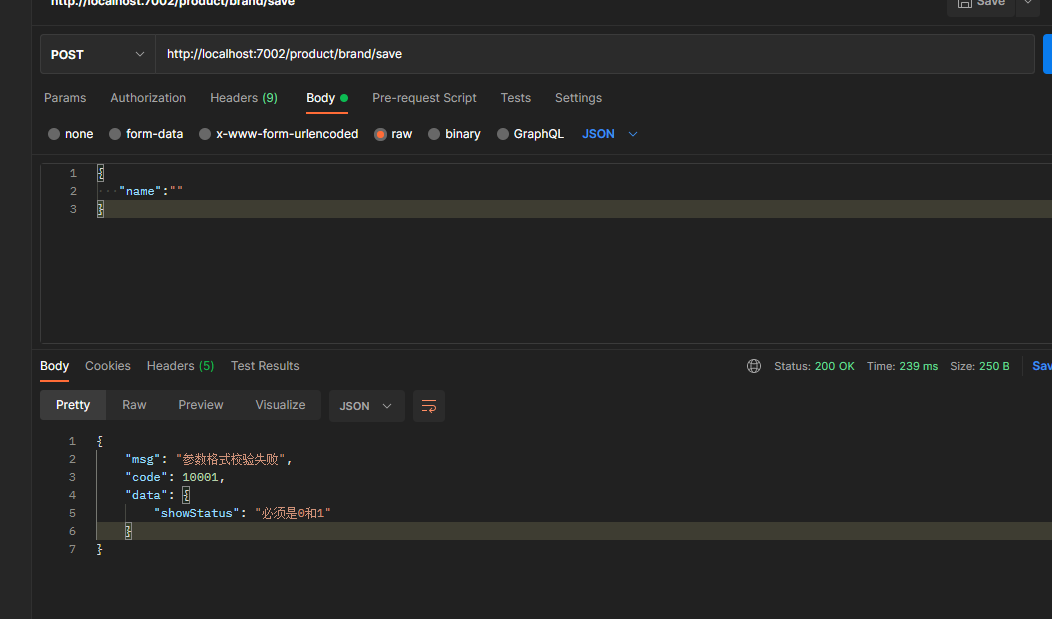 http://localhost:7002/product/brand/save
Save
POST http://localhost:7002/product/brand/save
Params Authorization Headers (9) Body Pre-request Script Tests Settings
none form-data x-www-form-urlencoded raw binary GraphQL JSON
1 {
2 "name":""
3 }
Body Cookies Headers (5) Test Results Status: 200 OK Time: 239 ms Size: 250 B Sav
Pretty Raw Preview Visualize JSON
1 {
2 "msg": "参数格式校验失败",
3 "code": 10001,
4 "data": {
5 "showStatus": "必须是0和1"
6 }
7 }